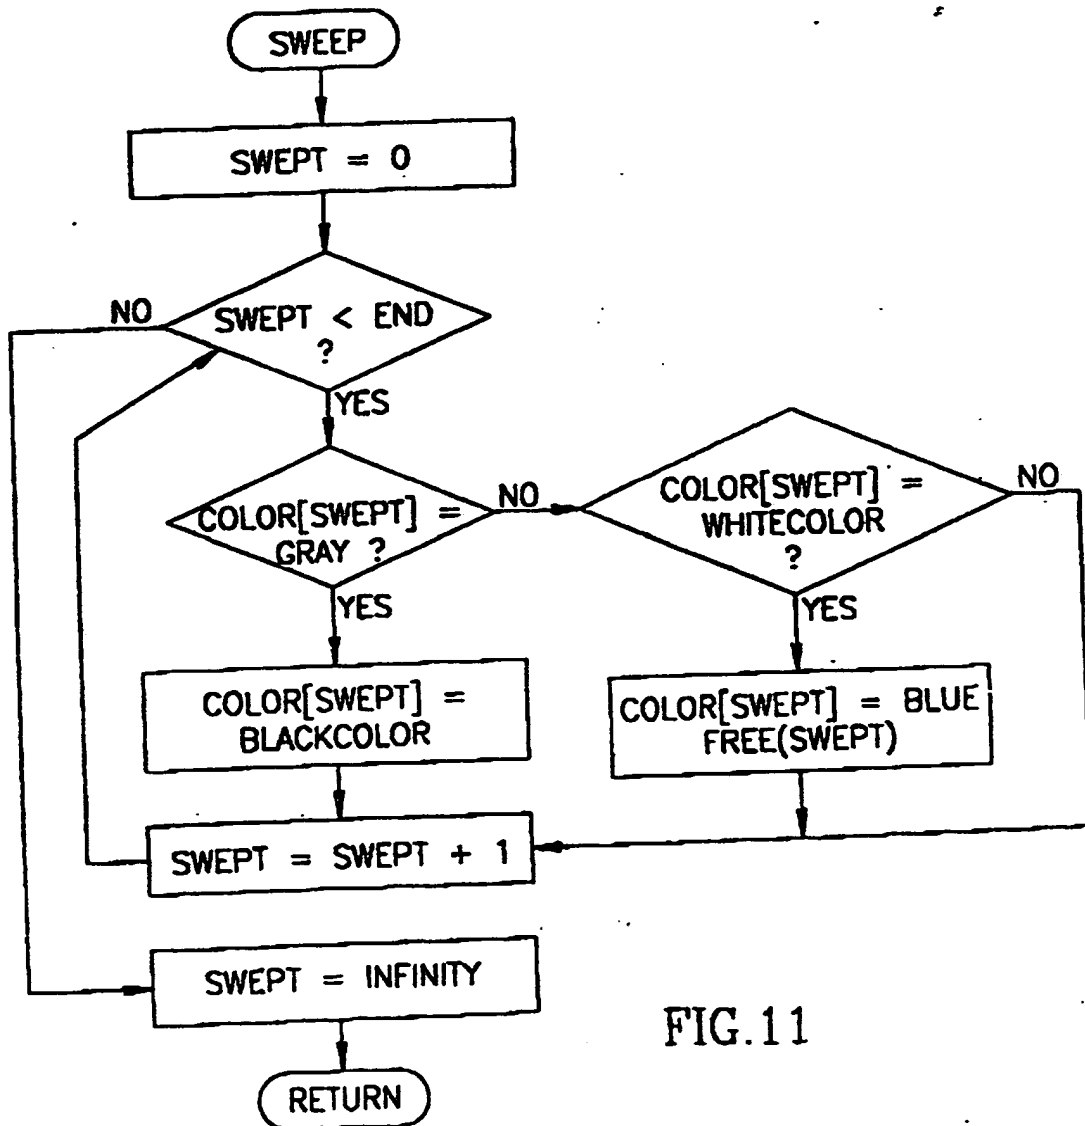 SWEEP
SWEPT = 0
SWEPT < END
?
NO
YES
COLOR[SWEPT] =
GRAY ?
NO
YES
COLOR[SWEPT] =
WHITECOLOR
?
NO
YES
COLOR[SWEPT] =
BLACKCOLOR
COLOR[SWEPT] = BLUE
FREE(SWEPT)
SWEPT = SWEPT + 1
SWEPT = INFINITY
RETURN
FIG.11